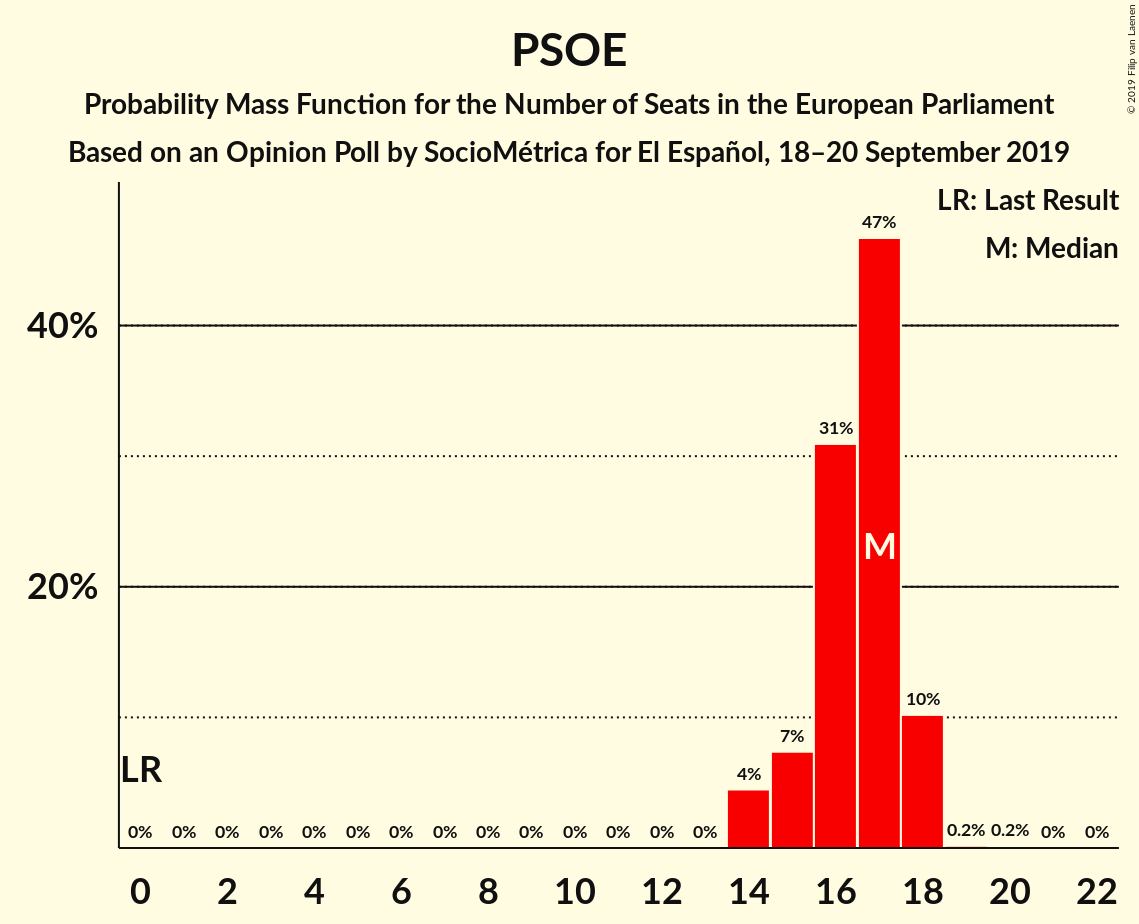 PSOE
Probability Mass Function for the Number of Seats in the European Parliament
Based on an Opinion Poll by SocioMétrica for El Español, 18–20 September 2019
© 2019 Filip van Laenen
LR: Last Result
M: Median
47%
40%
31%
M
20%
10%
7%
4%
LR
0% 0% 0% 0% 0% 0% 0% 0% 0% 0% 0% 0% 0% 0% 0.2% 0.2% 0% 0%
0 2 4 6 8 10 12 14 16 18 20 22